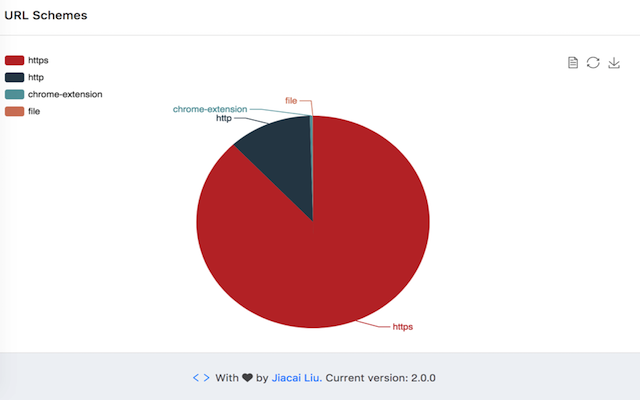 URL Schemes
https
http
chrome-extension
file
file
chrome-extension
http
https
<> With ♥ by Jiacai Liu. Current version: 2.0.0